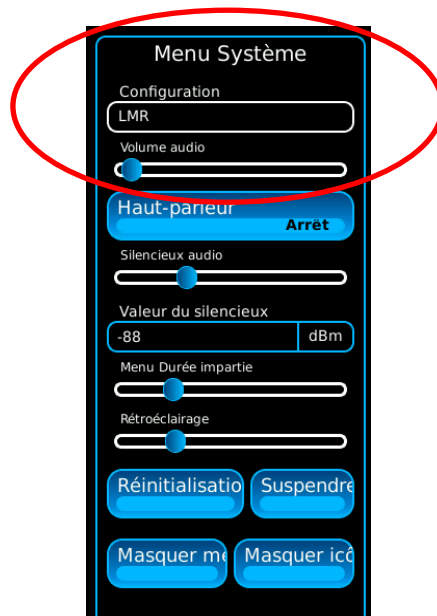 Menu Système
Configuration
LMR
Volume audio
Haut-parleur
Arrêt
Silencieux audio
Valeur du silencieux
-88 dBm
Menu Durée impartie
Rétroéclairage
Réinitialisatio Suspendre
Masquer me Masquer icô